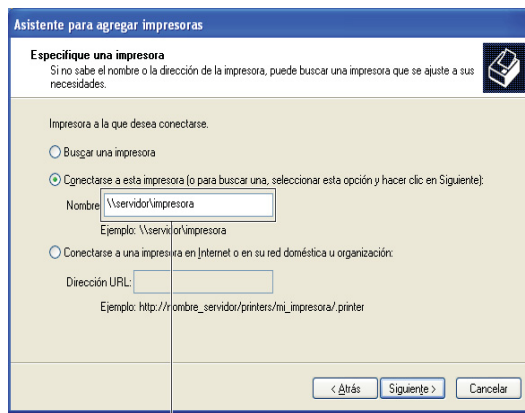 Asistente para agregar impresoras
Especifique una impresora
Si no sabe el nombre o la dirección de la impresora, puede buscar una impresora que se ajuste a sus
necesidades.
Impresora a la que desea conectarse.
Buscar una impresora
Conectarse a esta impresora (o para buscar una, seleccionar esta opción y hacer clic en Siguiente):
Nombre \\servidor\impresora
Ejemplo: \\servidor\impresora
Conectarse a una impresora en Internet o en su red doméstica u organización:
Dirección URL:
Ejemplo: http://nombre_servidor/printers/mi_impresora/.printer
< Atrás Siguiente > Cancelar